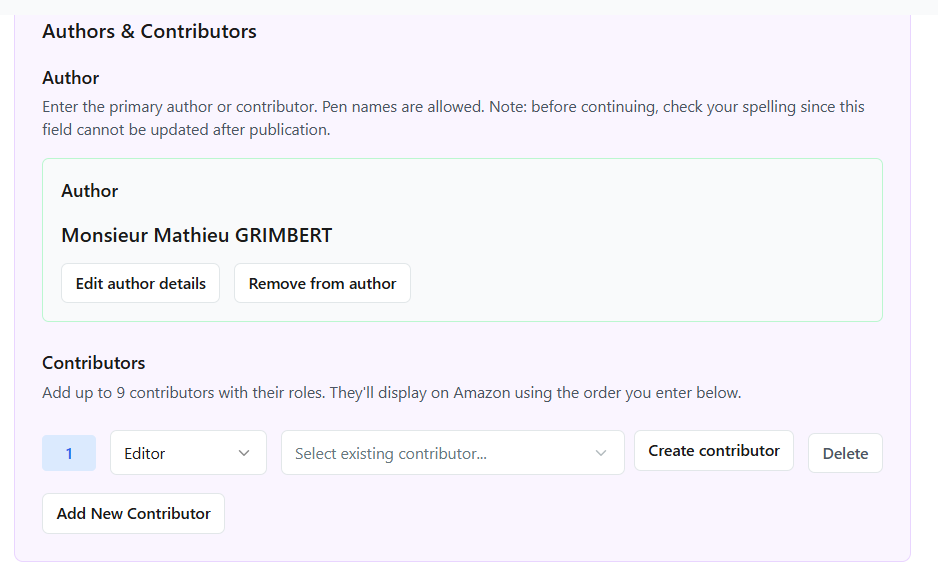 Authors & Contributors
Author
Enter the primary author or contributor. Pen names are allowed. Note: before continuing, check your spelling since this
field cannot be updated after publication.
Author
Monsieur Mathieu GRIMBERT
Edit author details
Remove from author
Contributors
Add up to 9 contributors with their roles. They'll display on Amazon using the order you enter below.
1
Editor
Select existing contributor...
Create contributor
Delete
Add New Contributor